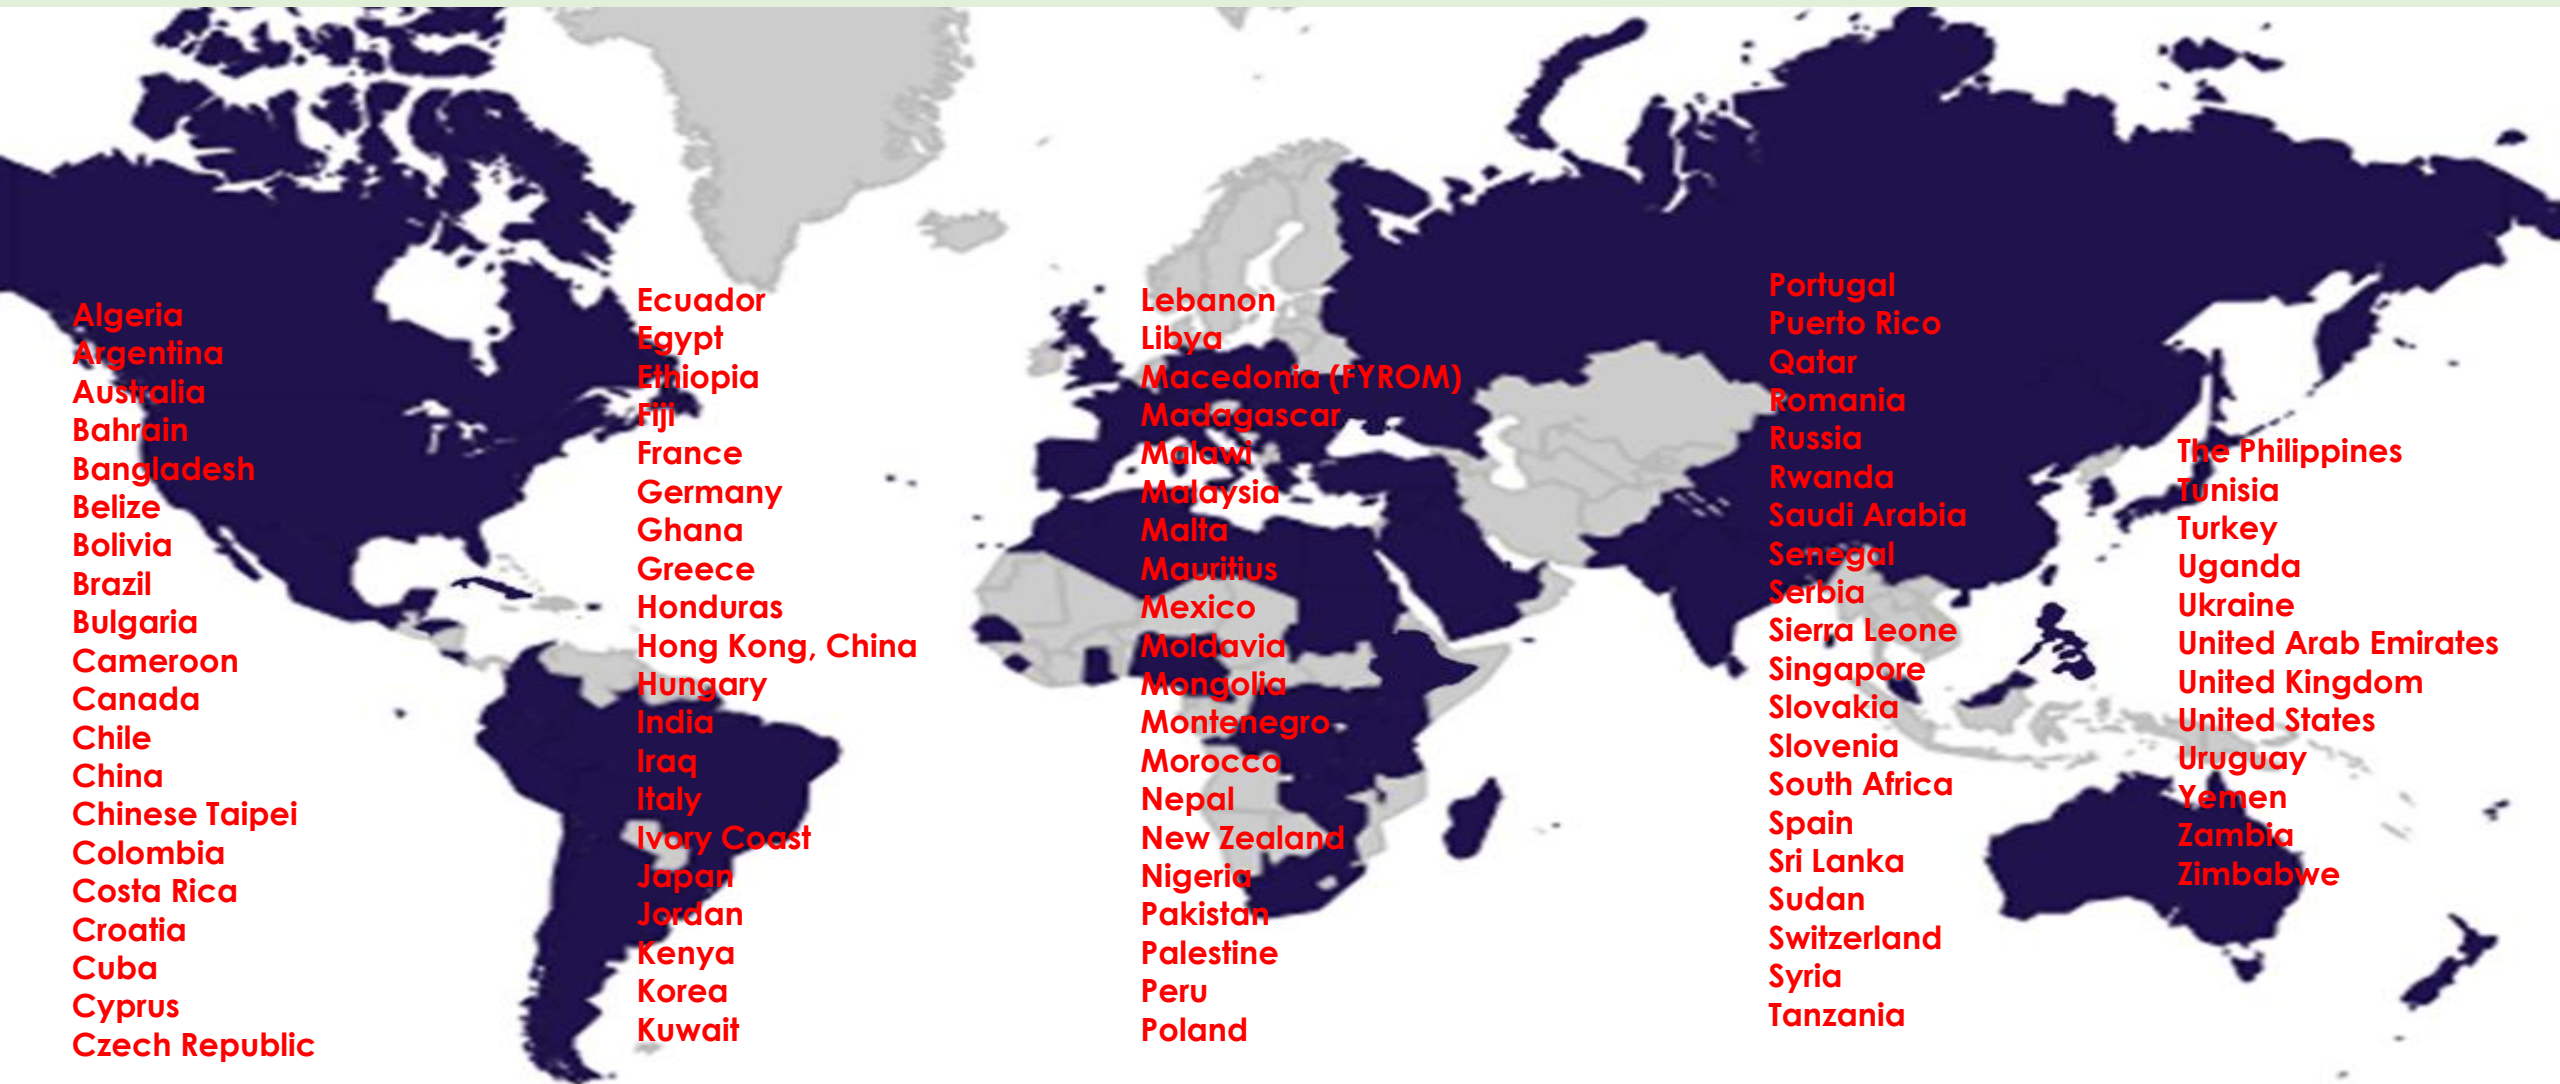 Algeria
Argentina
Australia
Bahrain
Bangladesh
Belize
Bolivia
Brazil
Bulgaria
Cameroon
Canada
Chile
China
Chinese Taipei
Colombia
Costa Rica
Croatia
Cuba
Cyprus
Czech Republic
Ecuador
Egypt
Ethiopia
Fiji
France
Germany
Ghana
Greece
Honduras
Hong Kong, China
Hungary
India
Iraq
Italy
Ivory Coast
Japan
Jordan
Kenya
Korea
Kuwait
Lebanon
Libya
Macedonia (FYROM)
Madagascar
Malawi
Malaysia
Malta
Mauritius
Mexico
Moldavia
Mongolia
Montenegro
Morocco
Nepal
New Zealand
Nigeria
Pakistan
Palestine
Peru
Poland
Portugal
Puerto Rico
Qatar
Romania
Russia
Rwanda
Saudi Arabia
Senegal
Serbia
Sierra Leone
Singapore
Slovakia
Slovenia
South Africa
Spain
Sri Lanka
Sudan
Switzerland
Syria
Tanzania
The Philippines
Tunisia
Turkey
Uganda
Ukraine
United Arab Emirates
United Kingdom
United States
Uruguay
Yemen
Zambia
Zimbabwe